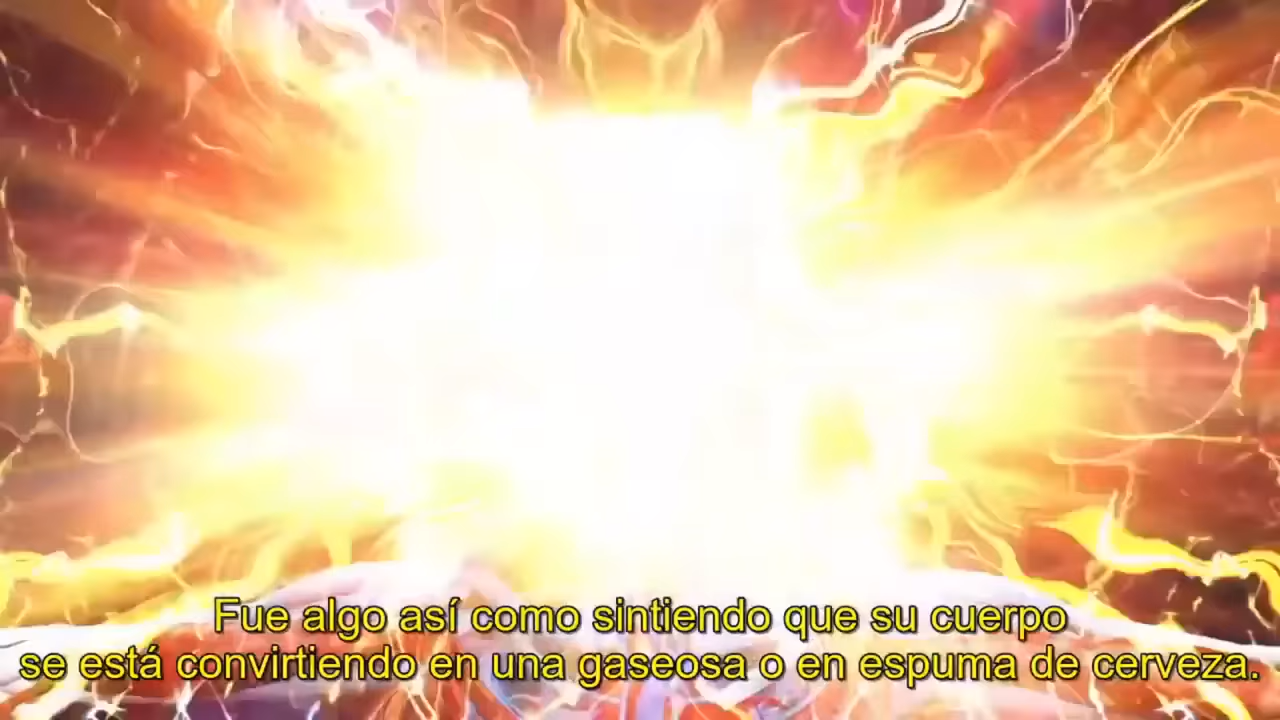 Fue algo así como sintiendo que su cuerpo
se está convirtiendo en una gaseosa o en espuma de cerveza.